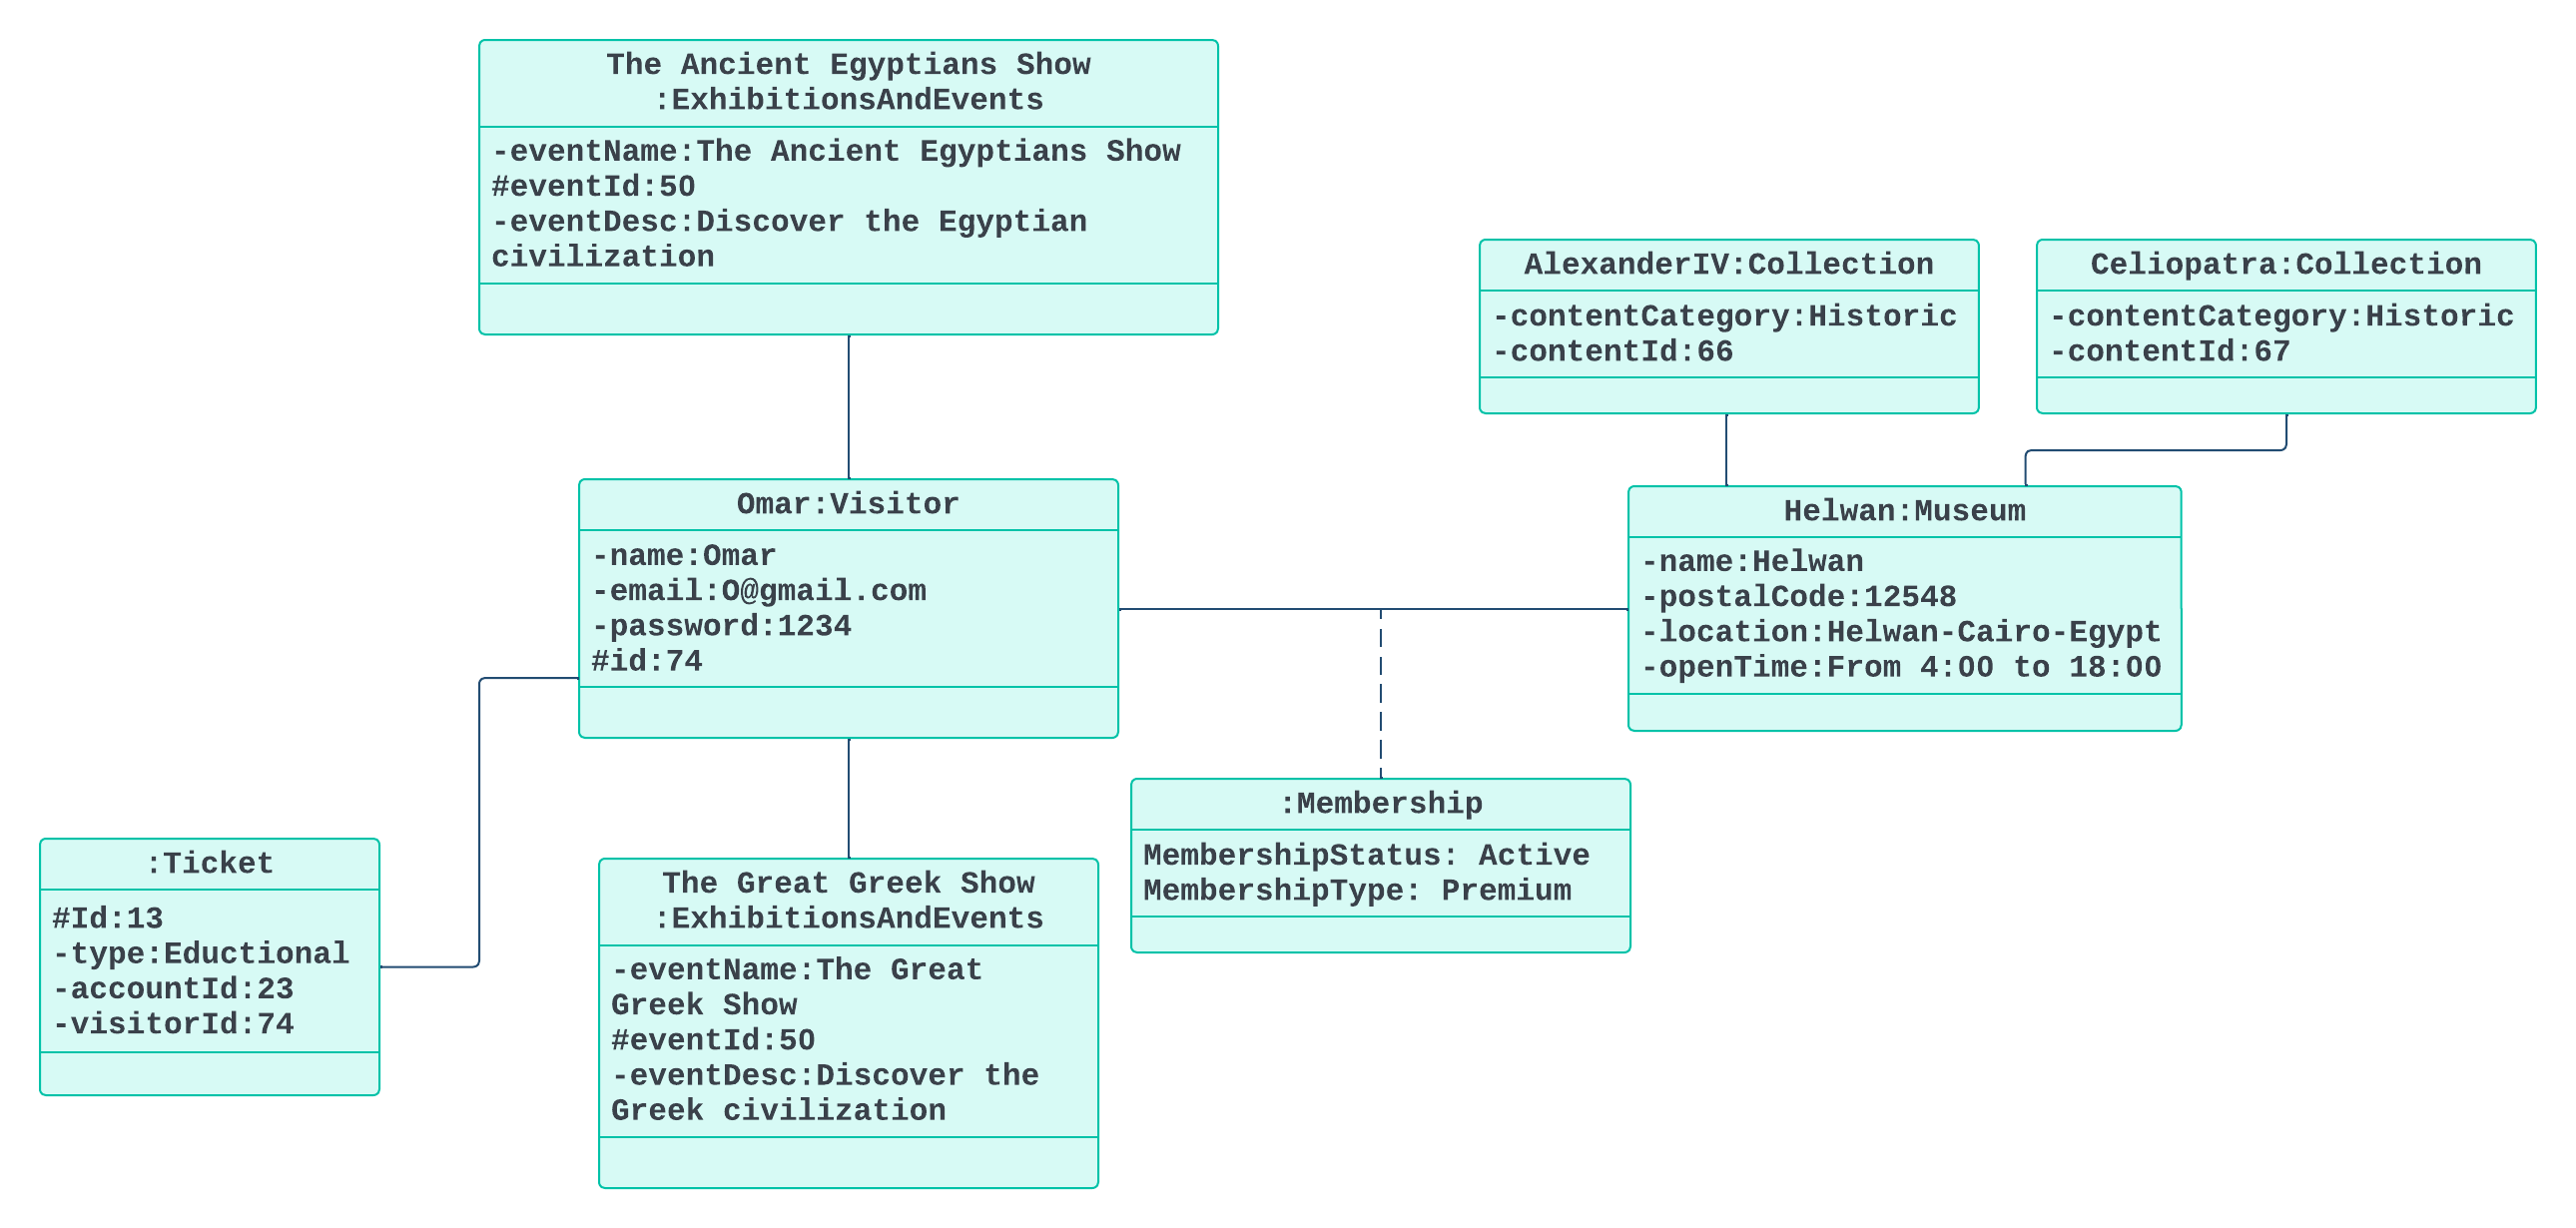 The Ancient Egyptians Show
:ExhibitionsAndEvents
-eventName:The Ancient Egyptians Show
#eventId:50
-eventDesc:Discover the Egyptian
civilization
AlexanderIV:Collection
-contentCategory:Historic
-contentId:66
Celiopatra:Collection
-contentCategory:Historic
-contentId:67
Omar:Visitor
-name:Omar
-email:O@gmail.com
-password:1234
#id:74
Helwan:Museum
-name:Helwan
-postalCode:12548
-location:Helwan-Cairo-Egypt
-openTime:From 4:00 to 18:00
:Membership
MembershipStatus: Active
MembershipType: Premium
:Ticket
#Id:13
-type:Eductional
-accountId:23
-visitorId:74
The Great Greek Show
:ExhibitionsAndEvents
-eventName:The Great
Greek Show
#eventId:50
-eventDesc:Discover the
Greek civilization